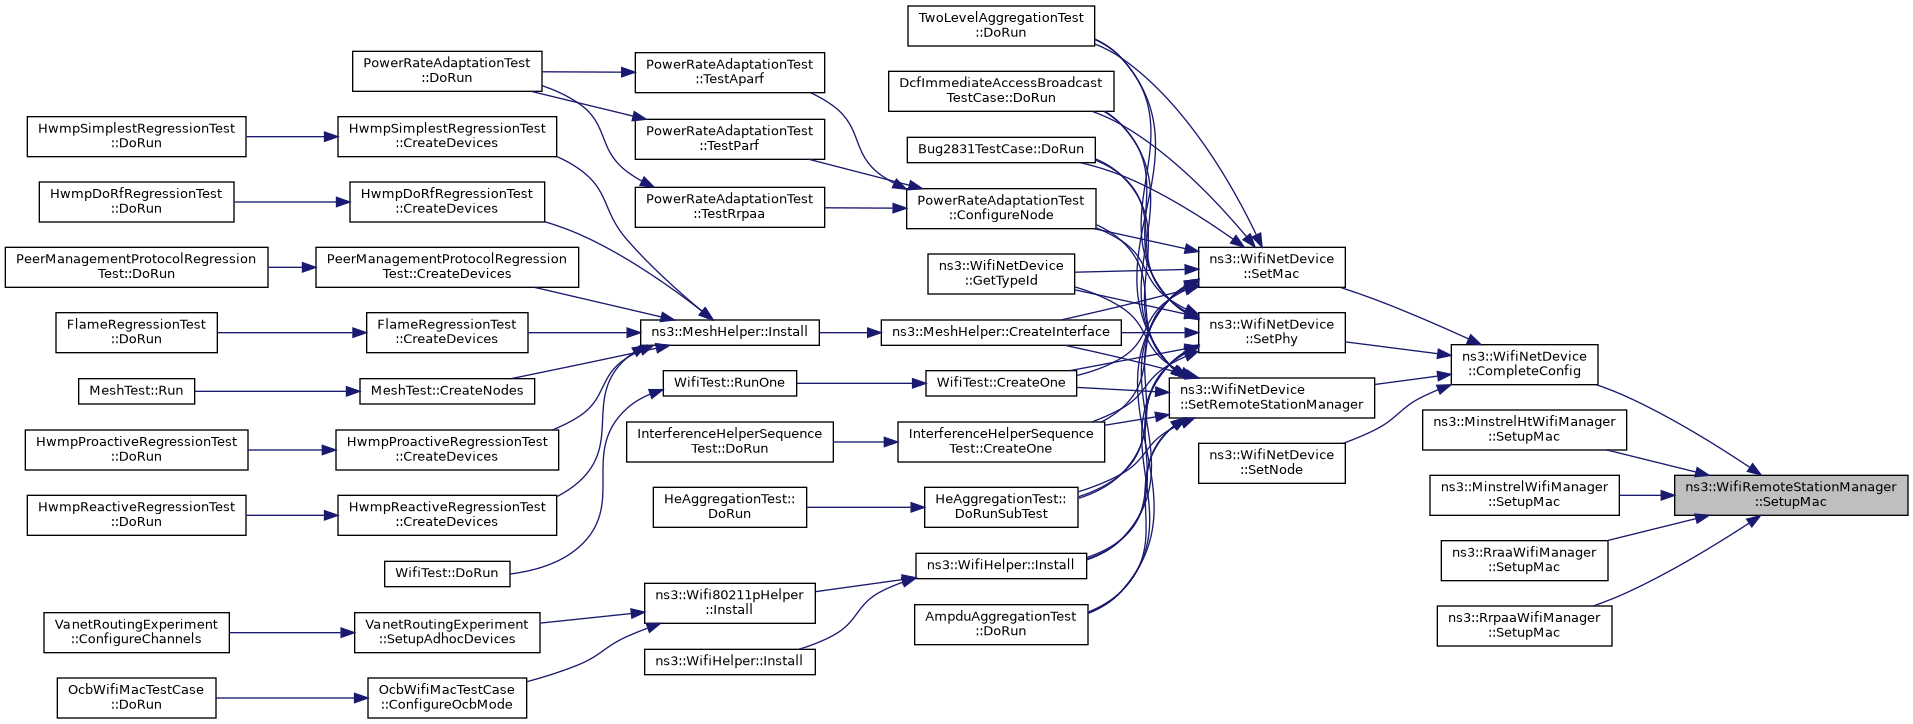 TwoLevelAggregationTest
::DoRun
PowerRateAdaptationTest
::DoRun
PowerRateAdaptationTest
::TestAparf
DcfImmediateAccessBroadcast
TestCase::DoRun
HwmpSimplestRegressionTest
::DoRun
HwmpSimplestRegressionTest
::CreateDevices
PowerRateAdaptationTest
::TestParf
Bug2831TestCase::DoRun
HwmpDoRfRegressionTest
::DoRun
HwmpDoRfRegressionTest
::CreateDevices
PowerRateAdaptationTest
::TestRrpaa
PowerRateAdaptationTest
::ConfigureNode
PeerManagementProtocolRegression
Test::DoRun
PeerManagementProtocolRegression
Test::CreateDevices
ns3::WifiNetDevice
::GetTypeId
ns3::WifiNetDevice
::SetMac
FlameRegressionTest
::DoRun
FlameRegressionTest
::CreateDevices
ns3::MeshHelper::Install
ns3::MeshHelper::CreateInterface
ns3::WifiNetDevice
::SetPhy
ns3::WifiNetDevice
::CompleteConfig
MeshTest::Run
MeshTest::CreateNodes
WifiTest::RunOne
WifiTest::CreateOne
ns3::WifiNetDevice
::SetRemoteStationManager
ns3::MinstrelHtWifiManager
::SetupMac
HwmpProactiveRegressionTest
::DoRun
HwmpProactiveRegressionTest
::CreateDevices
InterferenceHelperSequence
Test::DoRun
InterferenceHelperSequence
Test::CreateOne
ns3::WifiNetDevice
::SetNode
ns3::MinstrelWifiManager
::SetupMac
ns3::WifiRemoteStationManager
::SetupMac
HwmpReactiveRegressionTest
::DoRun
HwmpReactiveRegressionTest
::CreateDevices
HeAggregationTest::
DoRun
HeAggregationTest::
DoRunSubTest
ns3::RraaWifiManager
::SetupMac
WifiTest::DoRun
ns3::WifiHelper::Install
ns3::Wifi80211pHelper
::Install
AmpduAggregationTest
::DoRun
ns3::RrpaaWifiManager
::SetupMac
VanetRoutingExperiment
::ConfigureChannels
VanetRoutingExperiment
::SetupAdhocDevices
ns3::WifiHelper::Install
OcbWifiMacTestCase
::DoRun
OcbWifiMacTestCase
::ConfigureOcbMode